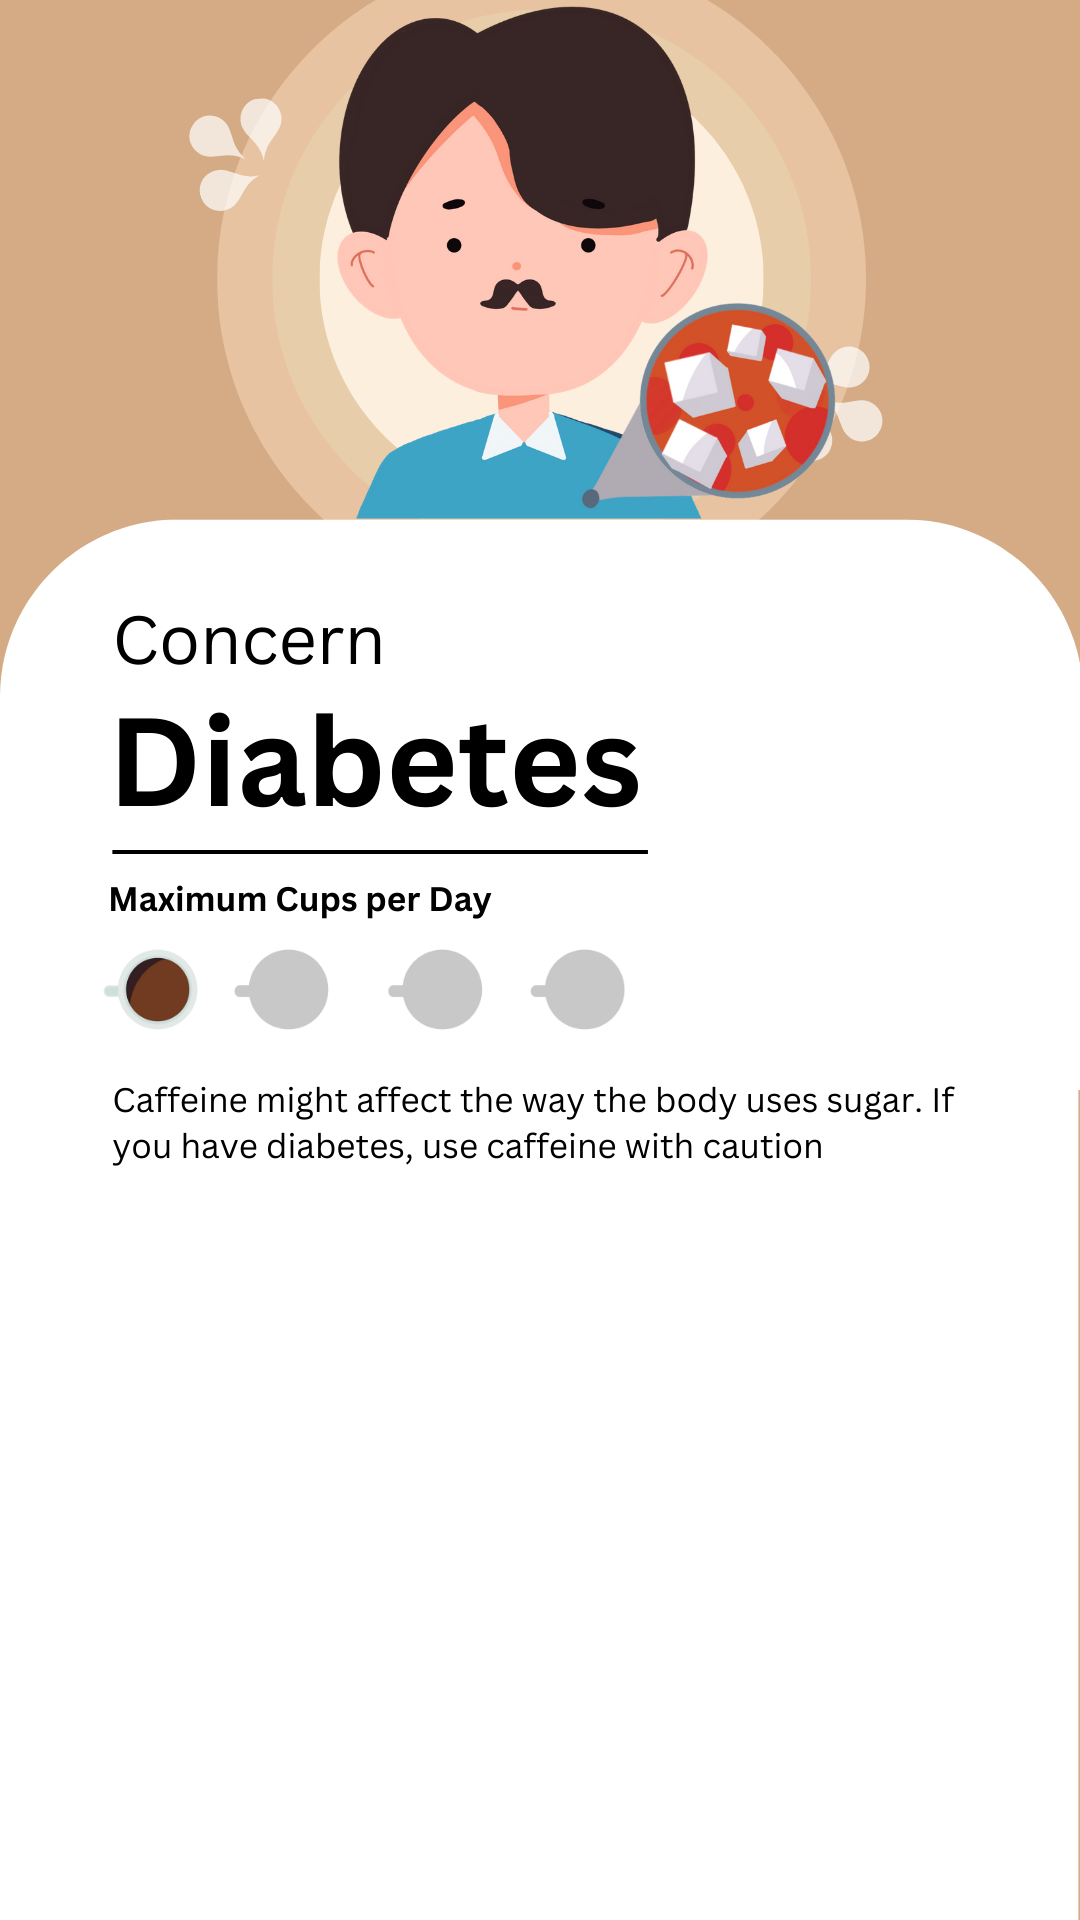 Concern
Diabetes
Maximum Cups per Day
Caffeine might affect the way the body uses sugar. If
you have diabetes, use caffeine with caution